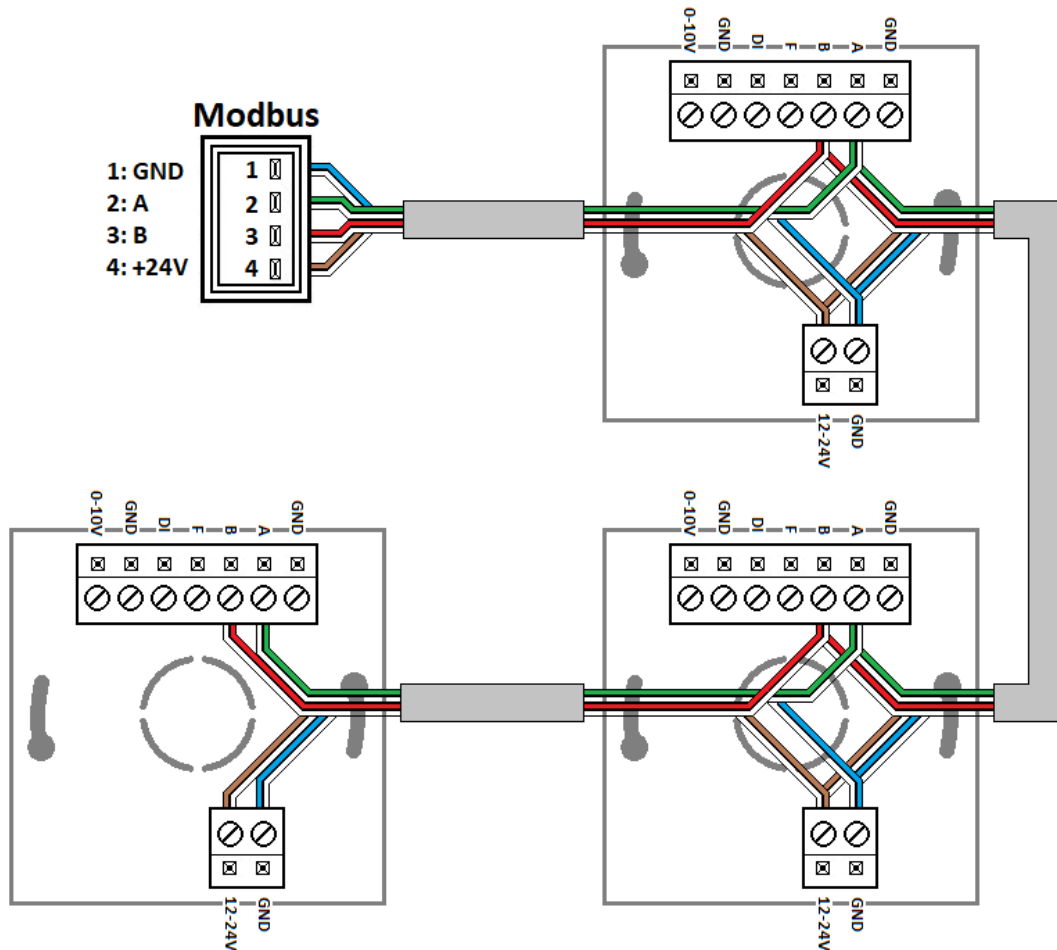 0-10V GND DI F B A GND
Modbus
1: GND 1
2: A 2
3: B 3
4: +24V 4
12-24V GND
0-10V GND DI F B A GND
0-10V GND DI F B A GND
12-24V GND
12-24V GND